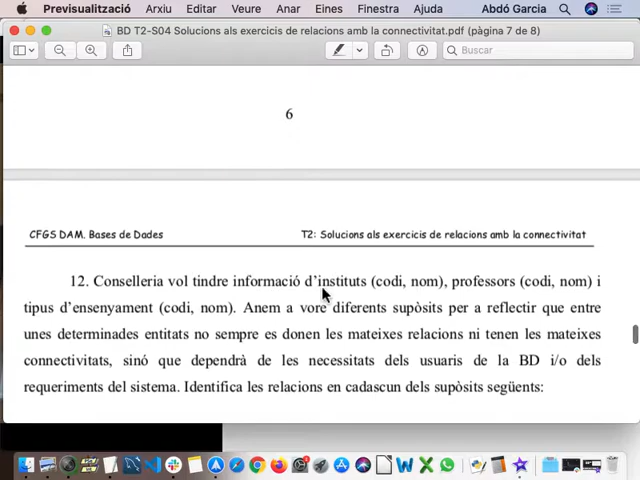 Previsualització Arxiu Editar Veure Anar Eines Finestra Ajuda Abdó Garcia
BD T2-S04 Solucions als exercicis de relacions amb la connectivitat.pdf (pàgina 7 de 8)
Buscar
6
CFGS DAM. Bases de Dades T2: Solucions als exercicis de relacions amb la connectivitat
12. Conselleria vol tindre informació d'instituts (codi, nom), professors (codi, nom) i
tipus d'ensenyament (codi, nom). Anem a vore diferents supòsits per a reflectir que entre
unes determinades entitats no sempre es donen les mateixes relacions ni tenen les mateixes
connectivitats, sinó que dependrà de les necessitats dels usuaris de la BD i/o dels
requeriments del sistema. Identifica les relacions en cadascun dels supòsits següents: